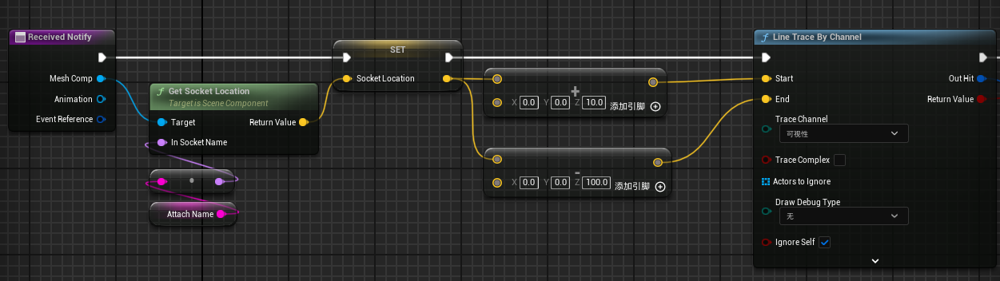 Received Notify
Mesh Comp
Animation
Event Reference
f Get Socket Location
Target is Scene Component
Target
Return Value
In Socket Name
Attach Name
SET
Socket Location
+
X 0.0 Y 0.0 Z 10.0 添加引脚
-
X 0.0 Y 0.0 Z 100.0 添加引脚
f Line Trace By Channel
Start
Out Hit
End
Return Value
Trace Channel
可视性
Trace Complex
Actors to Ignore
Draw Debug Type
无
Ignore Self